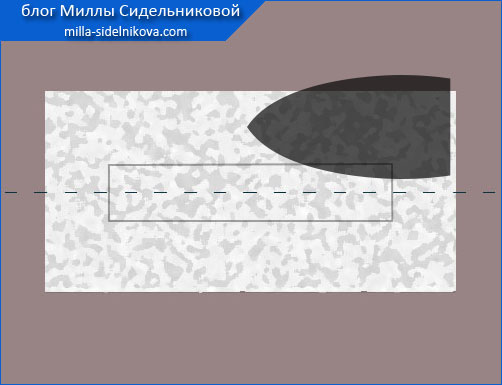 блог Миллы Сидельниковой
milla-sidelnikova.com